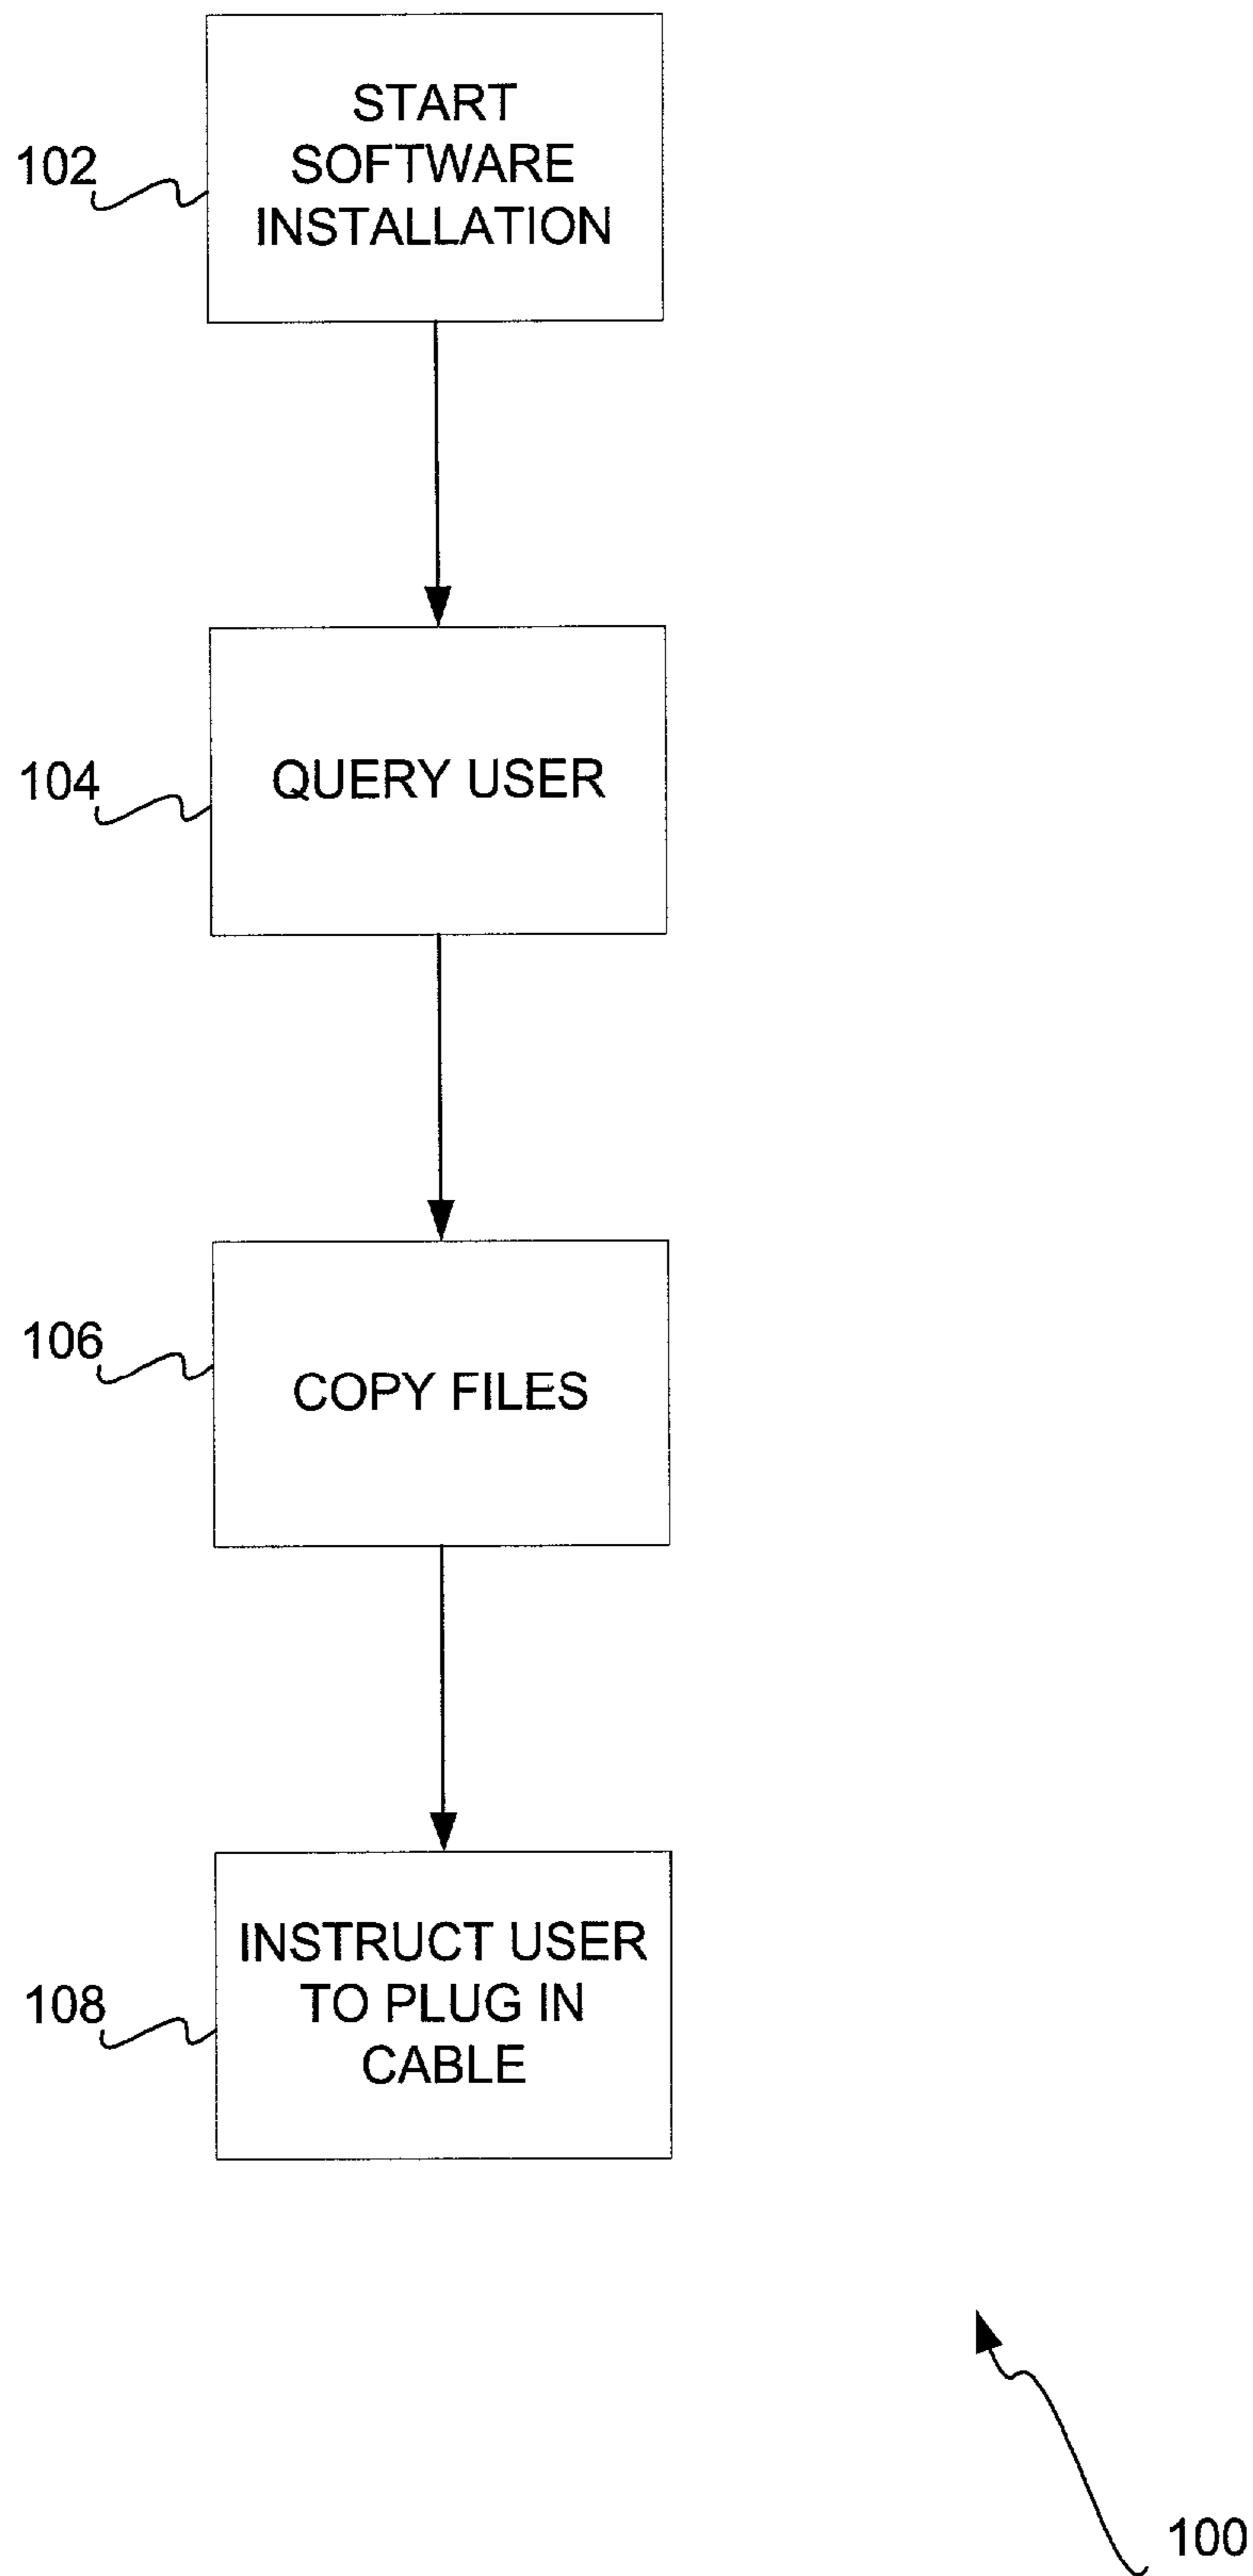 START
SOFTWARE
INSTALLATION
102
QUERY USER
104
106
COPY FILES
INSTRUCT USER
TO PLUG IN
CABLE
108
100